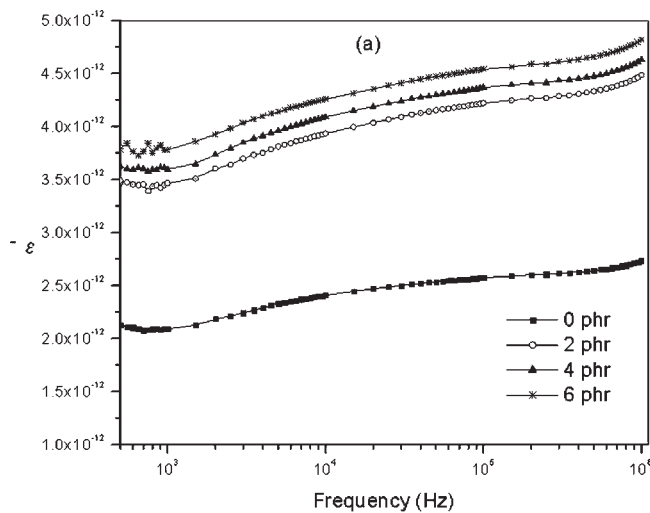 (a)
5.0x10⁻¹²
4.5x10⁻¹²
4.0x10⁻¹²
3.5x10⁻¹²
3.0x10⁻¹²
2.5x10⁻¹²
2.0x10⁻¹²
1.5x10⁻¹²
1.0x10⁻¹²
ε'
0 phr
2 phr
4 phr
6 phr
10³
10⁴
10⁵
10⁶
Frequency (Hz)